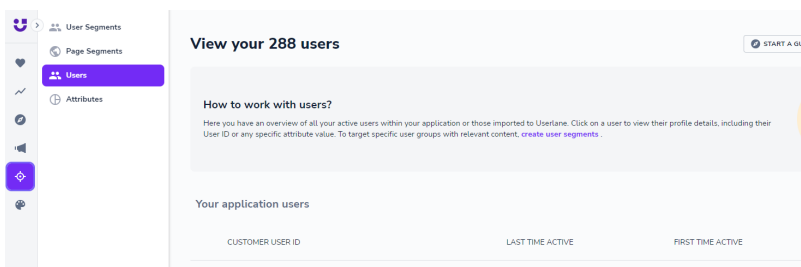 User Segments
Page Segments
Users
Attributes
View your 288 users
START A GU
How to work with users?
Here you have an overview of all your active users within your application or those imported to Userlane. Click on a user to view their profile details, including their
User ID or any specific attribute value. To target specific user groups with relevant content, create user segments .
Your application users
CUSTOMER USER ID LAST TIME ACTIVE FIRST TIME ACTIVE